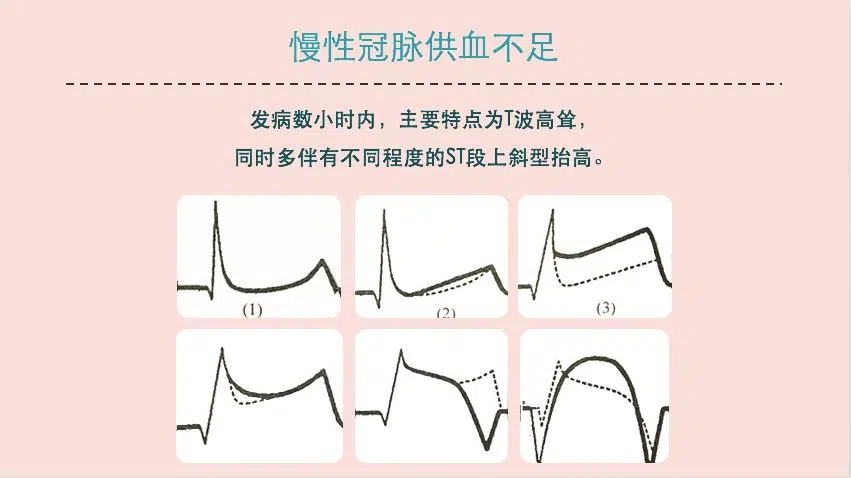 慢性冠脉供血不足
发病数小时内，主要特点为T波高耸，
同时多伴有不同程度的ST段上斜型抬高。
(1)
(2)
(3)